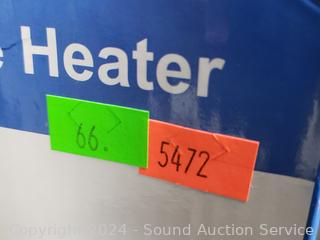 e Heater
66.
5472
Copyright 2024 - Sound Auction Service